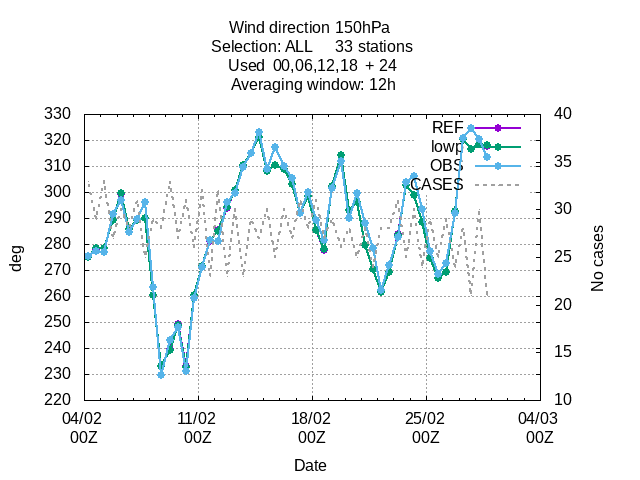 Wind direction 150hPa
Selection: ALL     33 stations
Used  00,06,12,18  + 24
Averaging window: 12h
330
320
310
300
290
280
270
260
250
240
230
220
deg
40
35
30
25
20
15
10
No cases
REF
lowp
OBS
CASES
04/02
00Z
11/02
00Z
18/02
00Z
25/02
00Z
04/03
00Z
Date